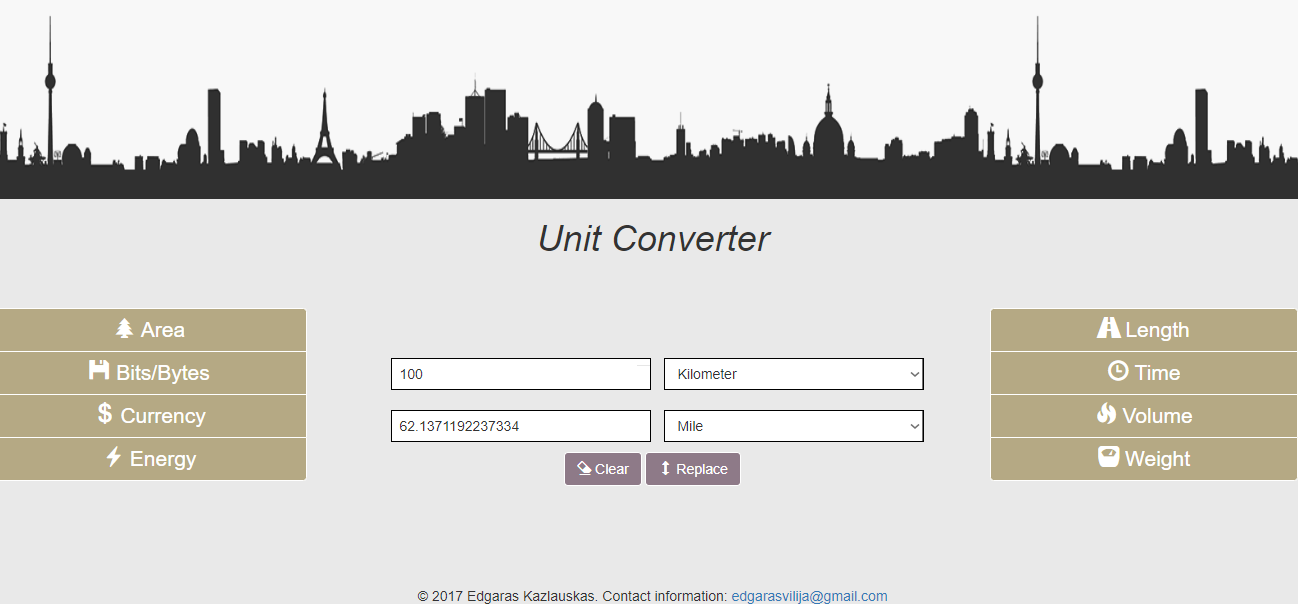 Unit Converter
Area
Bits/Bytes
Currency
Energy
100
Kilometer
62.1371192237334
Mile
Clear
Replace
Length
Time
Volume
Weight
© 2017 Edgaras Kazlauskas. Contact information: edgarasvilija@gmail.com